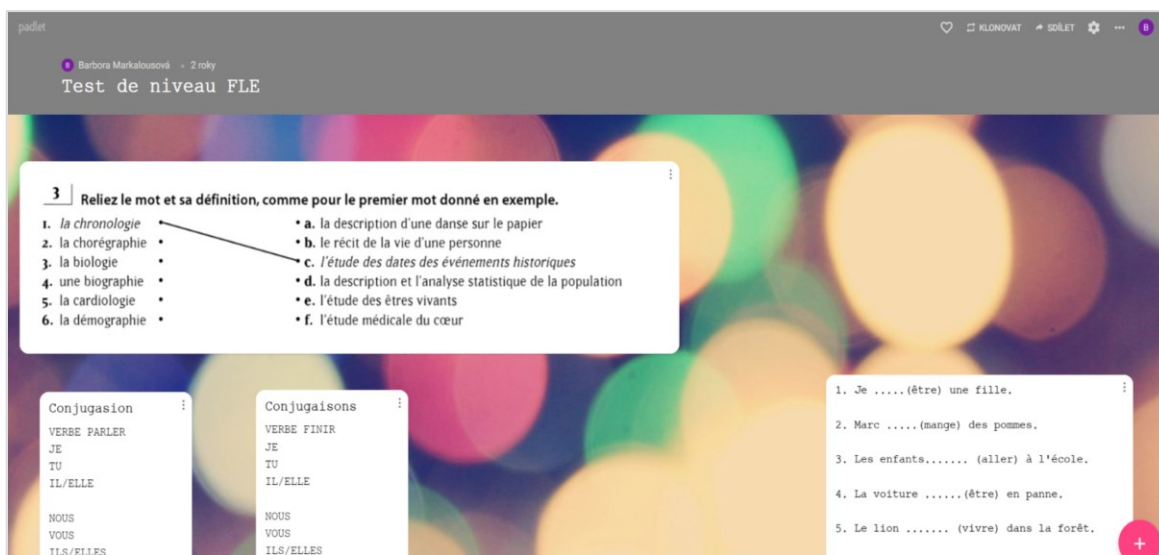 padlet
KLONOVAT SDÍLET B
B Barbora Markalousová • 2 roky
Test de niveau FLE
3 Reliez le mot et sa définition, comme pour le premier mot donné en exemple.
1. la chronologie • • a. la description d'une danse sur le papier
2. la chorégraphie • • b. le récit de la vie d'une personne
3. la biologie • • c. l'étude des dates des événements historiques
4. une biographie • • d. la description et l'analyse statistique de la population
5. la cardiologie • • e. l'étude des êtres vivants
6. la démographie • • f. l'étude médicale du cœur
Conjugasion
VERBE PARLER
JE
TU
IL/ELLE
NOUS
VOUS
ILS/ELLES
Conjugaisons
VERBE FINIR
JE
TU
IL/ELLE
NOUS
VOUS
ILS/ELLES
1. Je .....(être) une fille.
2. Marc .....(mange) des pommes.
3. Les enfants....... (aller) à l'école.
4. La voiture ......(être) en panne.
5. Le lion ....... (vivre) dans la forêt.